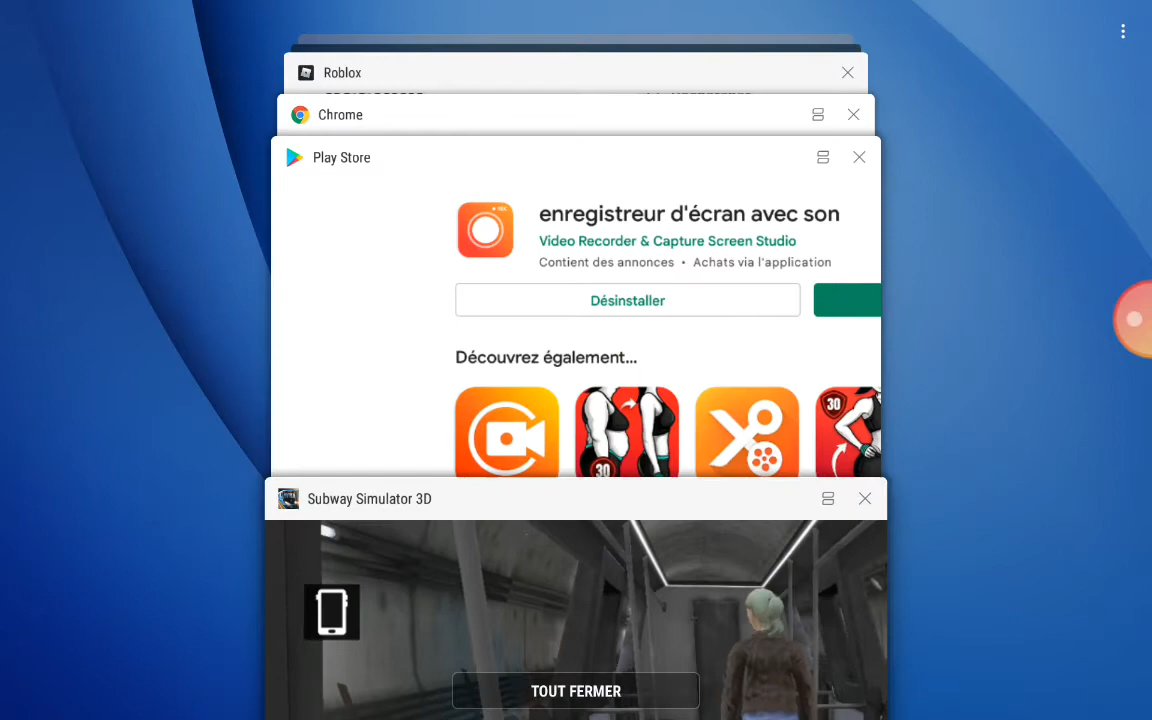 Roblox
Chrome
Play Store
enregistreur d'écran avec son
Video Recorder & Capture Screen Studio
Contient des annonces • Achats via l'application
Désinstaller
Découvrez également...
30
30
Subway Simulator 3D
TOUT FERMER